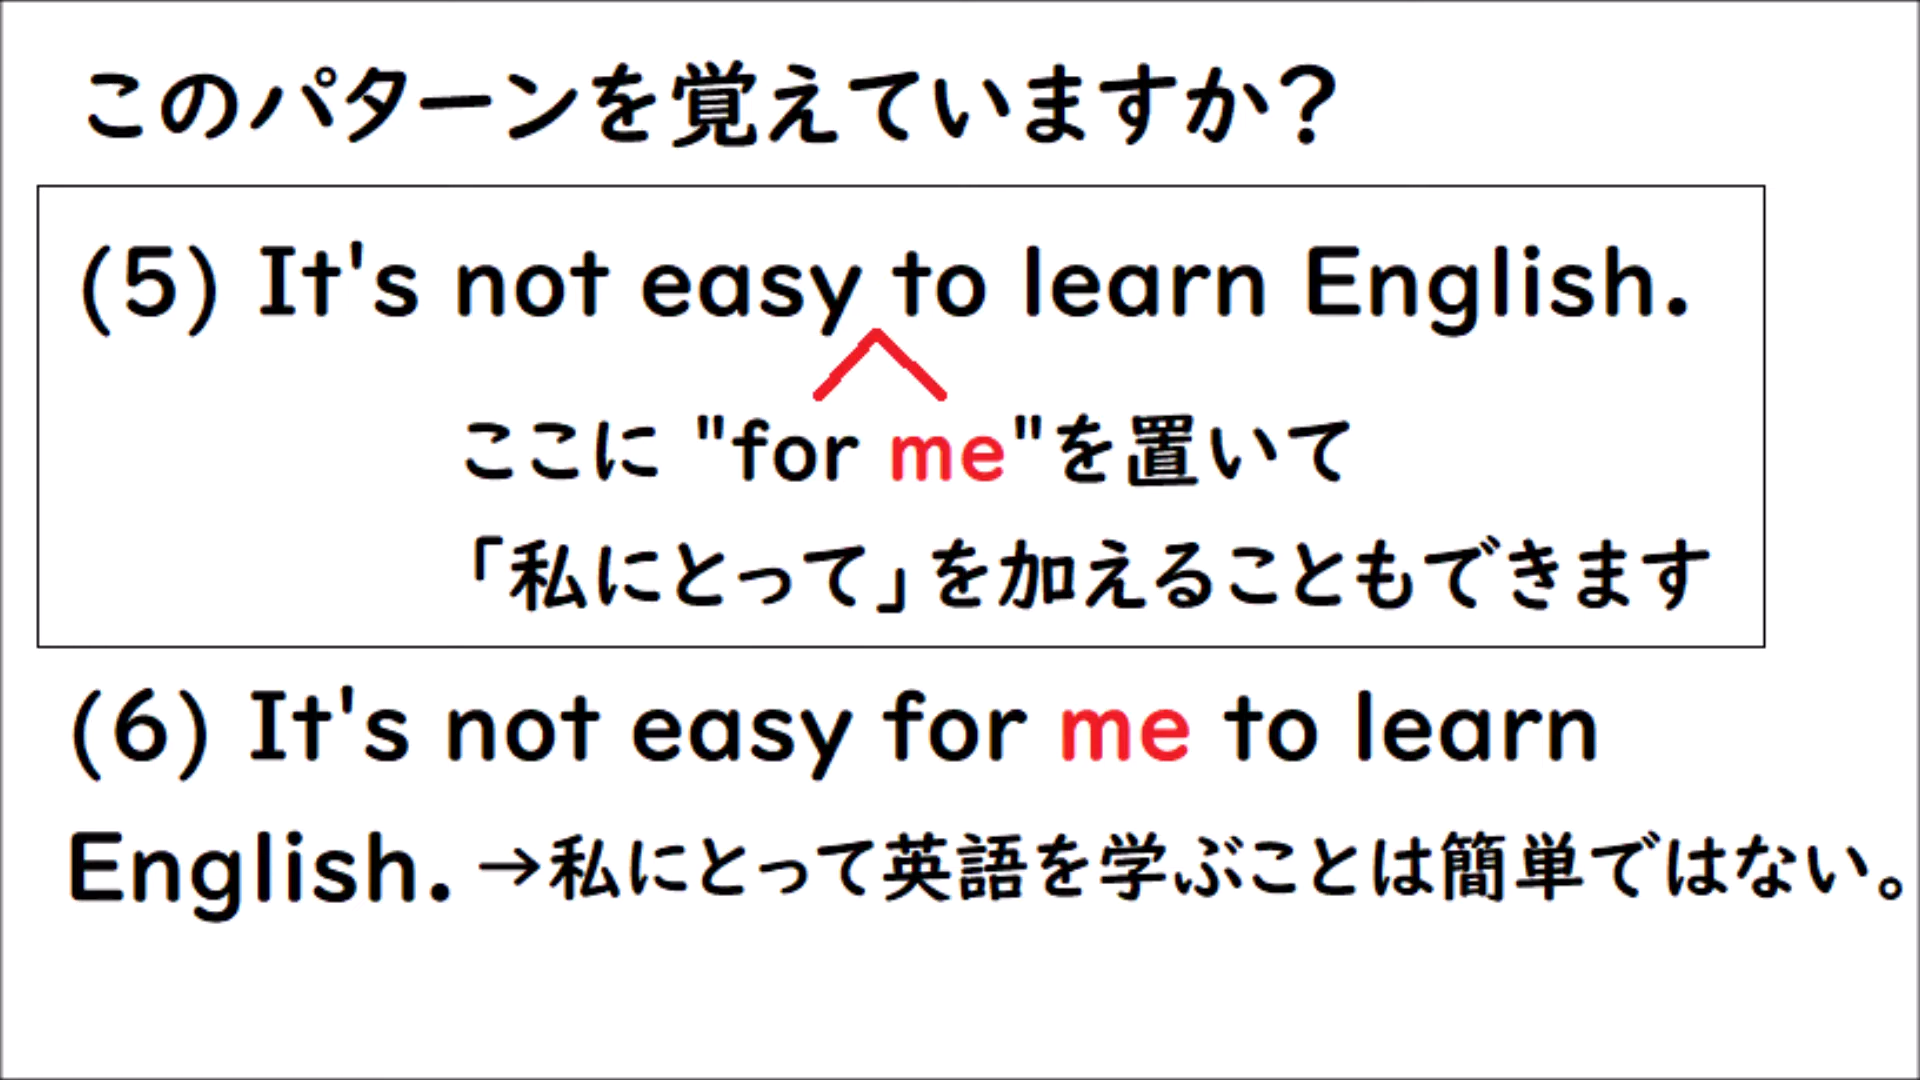 このパターンを覚えていますか？
(5) It's not easy to learn English.
ここに "for me"を置いて
「私にとって」を加えることもできます
(6) It's not easy for me to learn
English. →私にとって英語を学ぶことは簡単ではない。